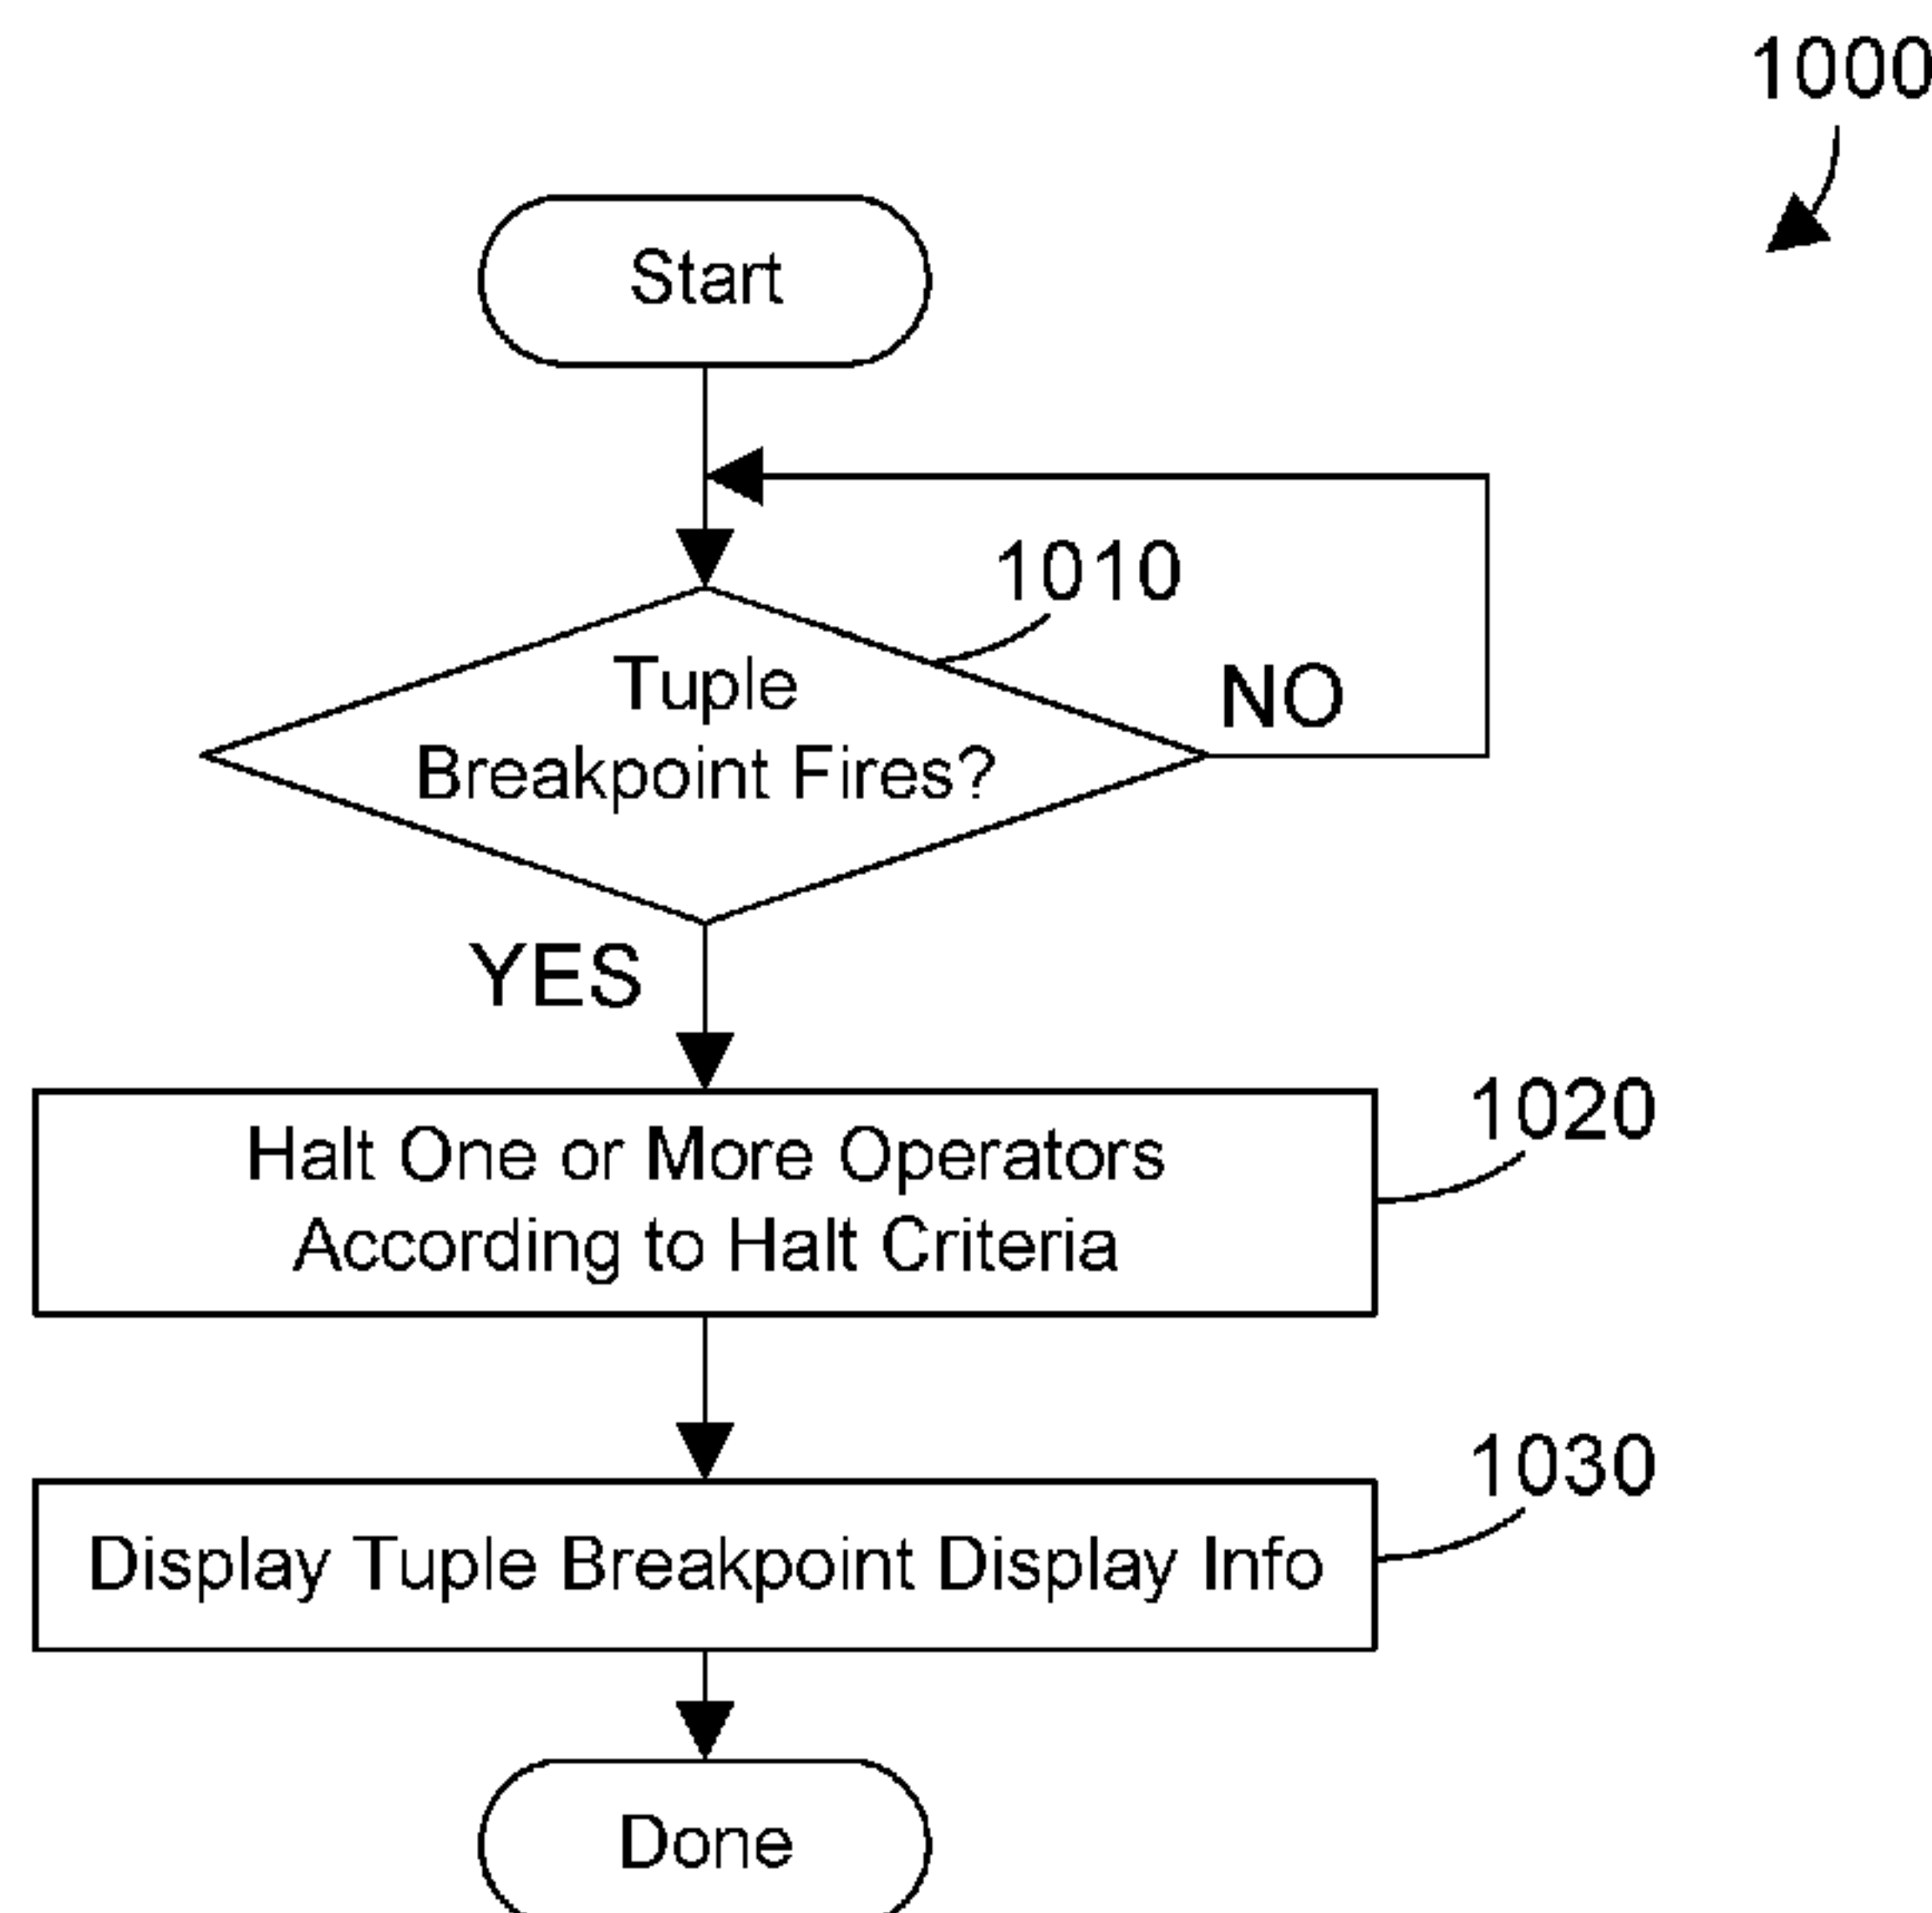 1000
Start
1010
Tuple
Breakpoint Fires?
NO
YES
1020
Halt One or More Operators
According to Halt Criteria
1030
Display Tuple Breakpoint Display Info
Done